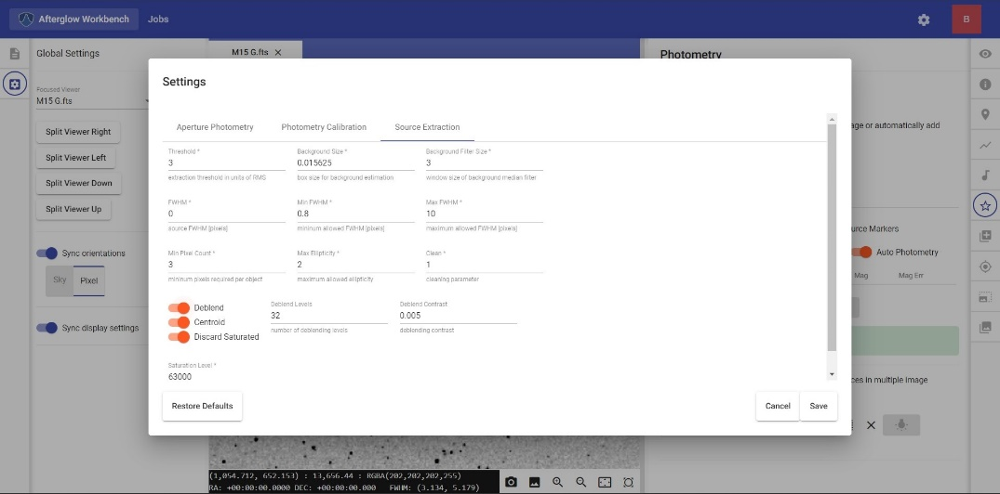 Afterglow Workbench
Jobs
B
Global Settings
M15 G.fts
Photometry
Focused Viewer
M15 G.fts
Split Viewer Right
Split Viewer Left
Split Viewer Down
Split Viewer Up
Sync orientations
Sky
Pixel
Sync display settings
Settings
Aperture Photometry
Photometry Calibration
Source Extraction
Threshold *
3
extraction threshold in units of RMS
Background Size *
0.015625
box size for background estimation
Background Filter Size *
3
window size of background median filter
FWHM *
0
source FWHM [pixels]
Min FWHM *
0.8
mininum allowed FWHM [pixels]
Max FWHM *
10
maximum allowed FWHM [pixels]
Min Pixel Count *
3
minimum pixels required per object
Max Ellipticity *
2
maximum allowed ellipticity
Clean *
1
cleaning parameter
Deblend
Centroid
Discard Saturated
Deblend Levels
32
number of deblending levels
Deblend Contrast
0.005
deblending contrast
Saturation Level *
63000
Restore Defaults
Cancel
Save
age or automatically add
urce Markers
Auto Photometry
Mag
Mag Err
ces in multiple image
(1,054.712, 652.153) : 13,656.44 : RGBA(202,202,202,255)
RA: +00:00:00.0000 DEC: +00:00:00.000 FWHM: (3.134, 5.179)